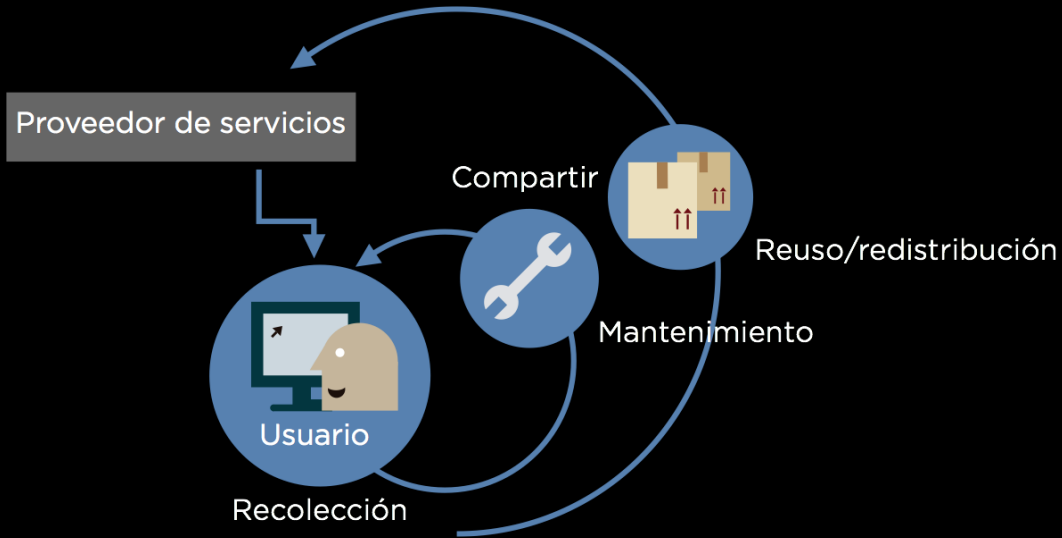 Proveedor de servicios
Compartir
Reuso/redistribución
Mantenimiento
Usuario
Recolección